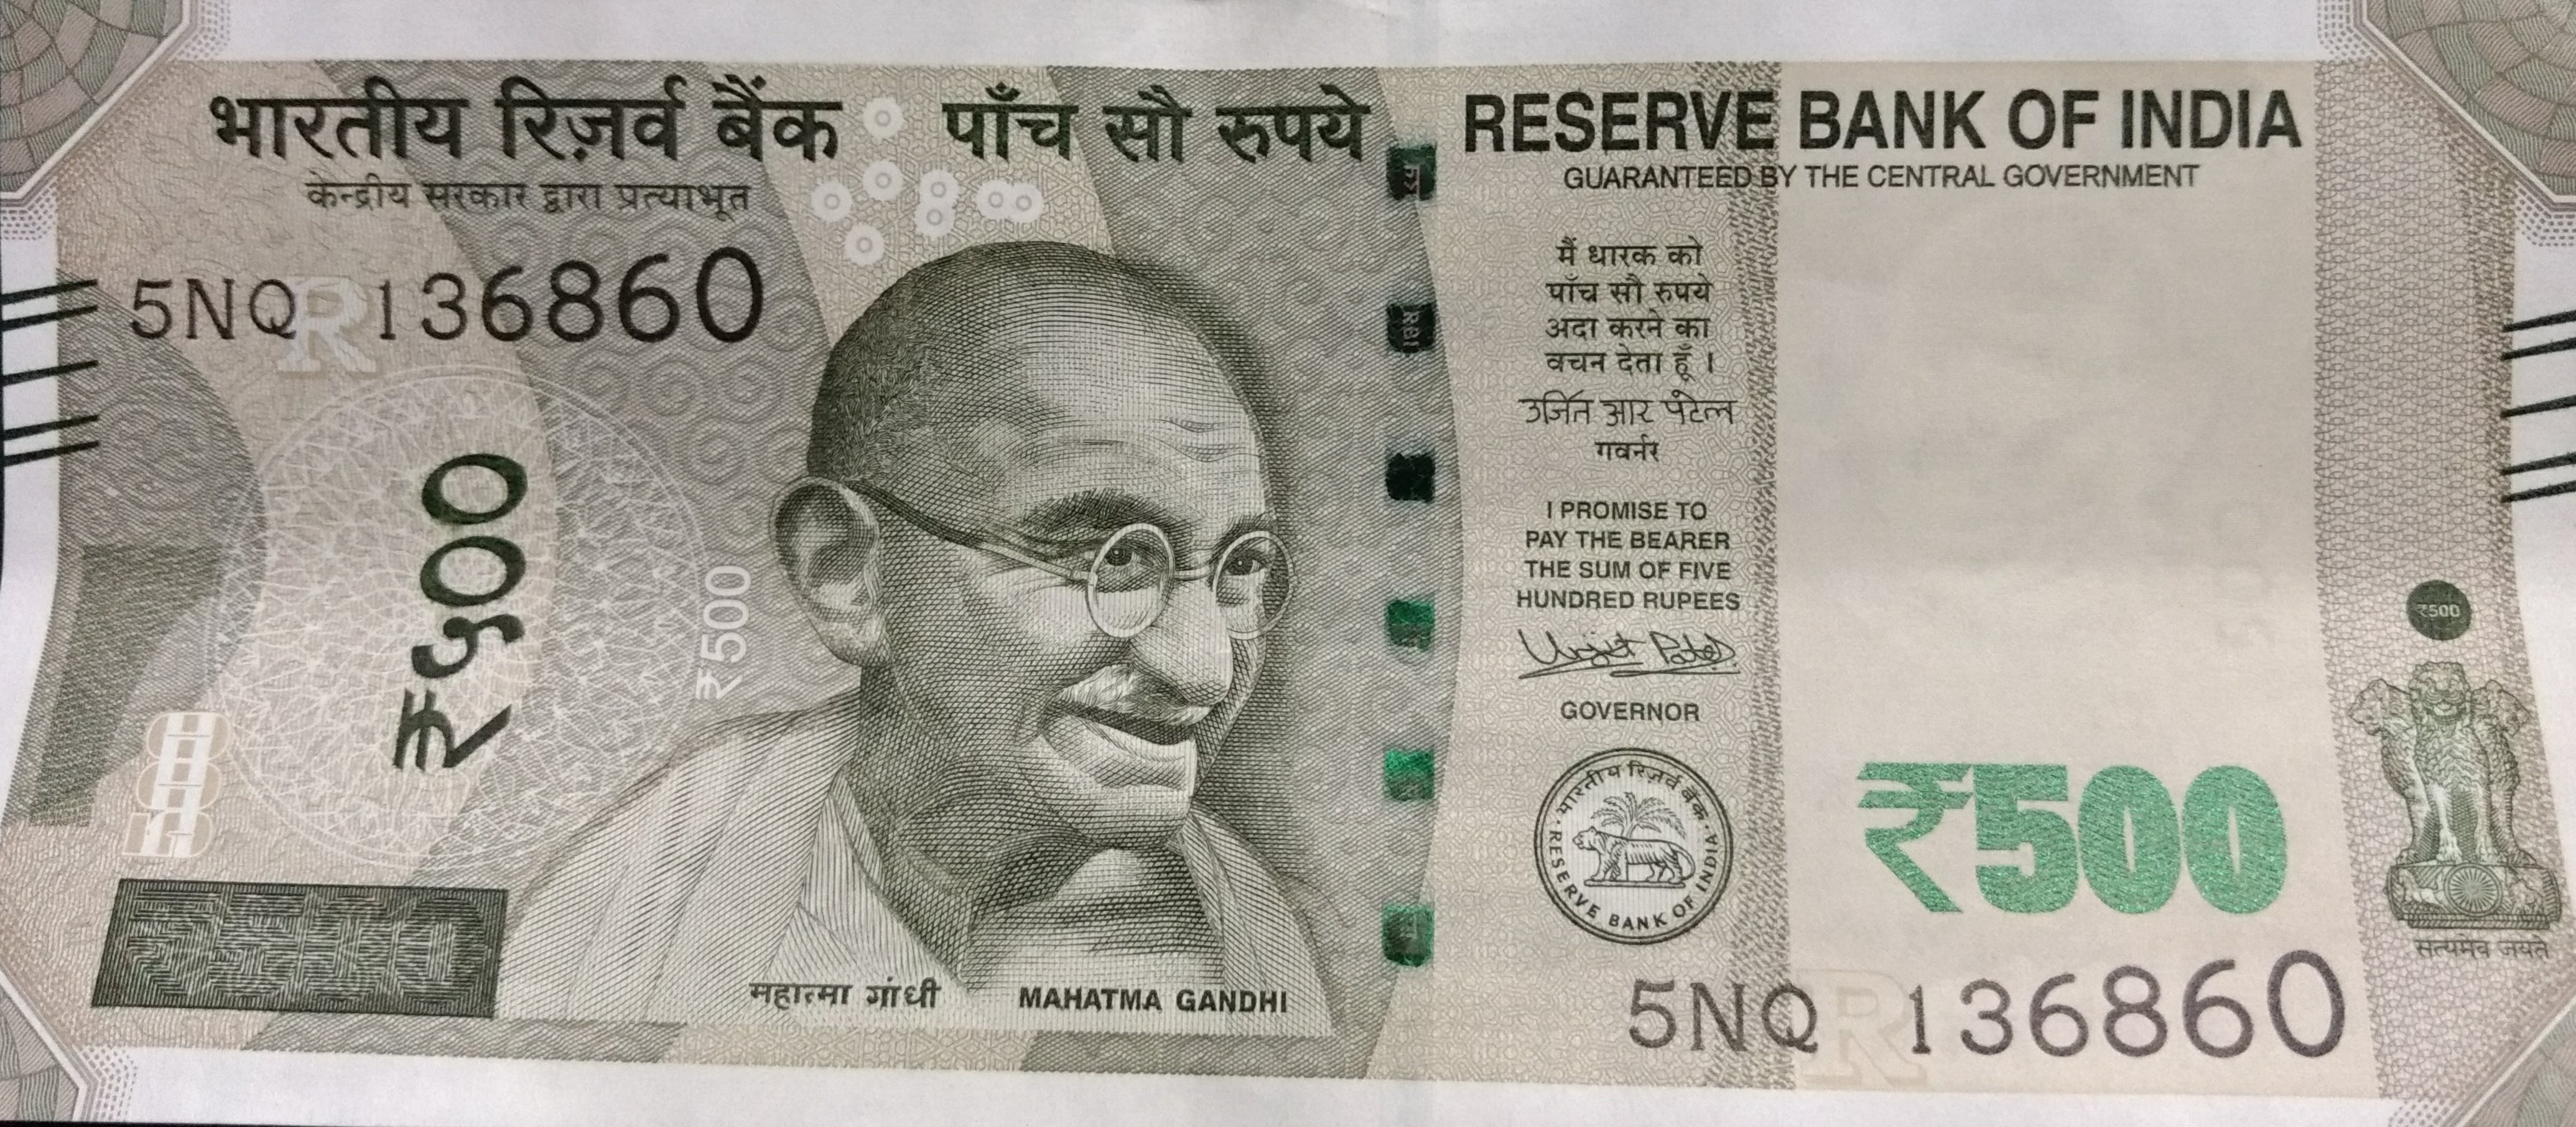 भारतीय रिज़र्व बैंक
केन्द्रीय सरकार द्वारा प्रत्याभूत
पाँच सौ रुपये
RESERVE BANK OF INDIA
GUARANTEED BY THE CENTRAL GOVERNMENT
5NQ R 136860
₹५००
₹500
मैं धारक को
पाँच सौ रुपये
अदा करने का
वचन देता हूँ ।
उर्जित आर पटेल
गवर्नर
I PROMISE TO
PAY THE BEARER
THE SUM OF FIVE
HUNDRED RUPEES
Urjit Patel
GOVERNOR
भारतीय रिज़र्व बैंक
RESERVE BANK OF INDIA
RBI
महात्मा गांधी
MAHATMA GANDHI
₹500
₹500
सत्यमेव जयते
5NQ R 136860